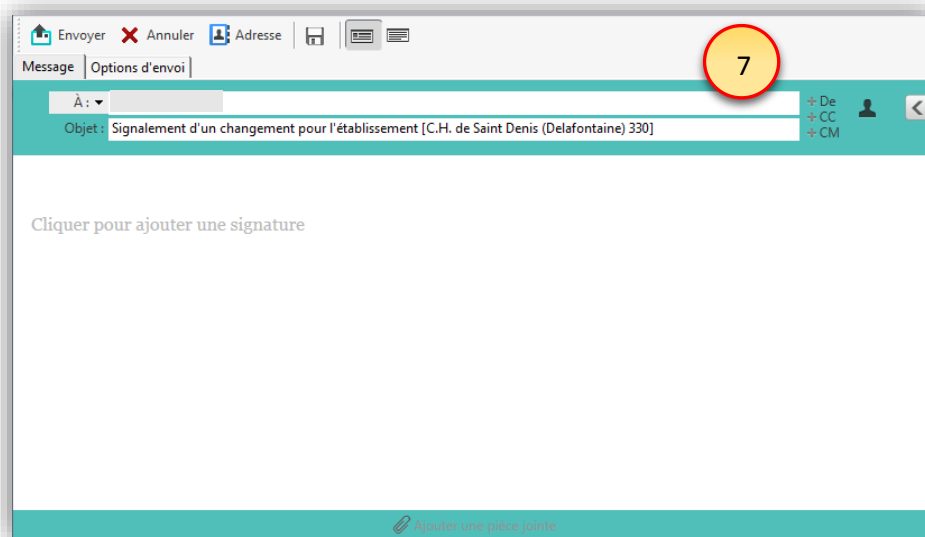 Envoyer Annuler Adresse
7
Message Options d'envoi
À :
+ De
+ CC
Objet : Signalement d'un changement pour l'établissement [C.H. de Saint Denis (Delafontaine) 330]
+ CM
Cliquer pour ajouter une signature
Ajouter une pièce jointe